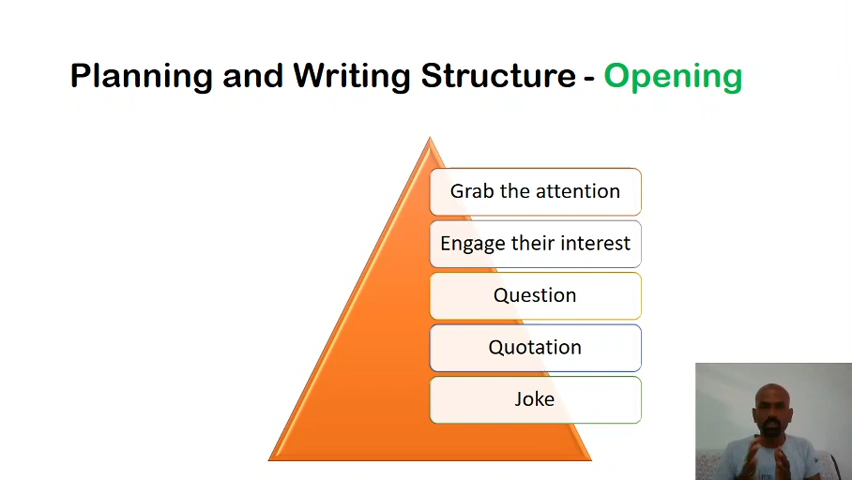 Planning and Writing Structure - Opening
Grab the attention
Engage their interest
Question
Quotation
Joke